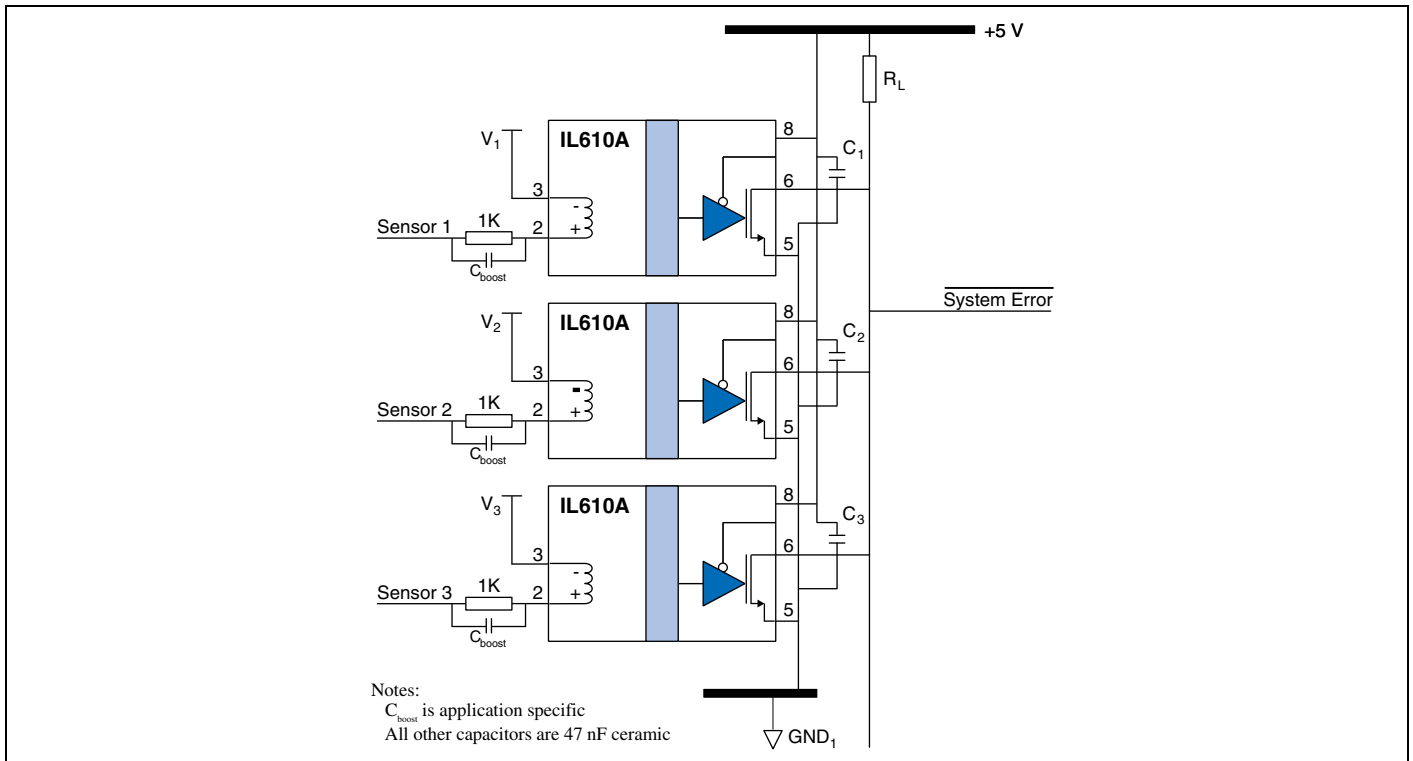 +5 V
R_L
V_1
IL610A
8
C_1
3
-
6
Sensor 1
1K
2
+
5
C_boost
System Error
V_2
IL610A
8
C_2
3
-
6
Sensor 2
1K
2
+
5
C_boost
V_3
IL610A
8
C_3
3
-
6
Sensor 3
1K
2
+
5
C_boost
Notes:
C_boost is application specific
All other capacitors are 47 nF ceramic
GND_1